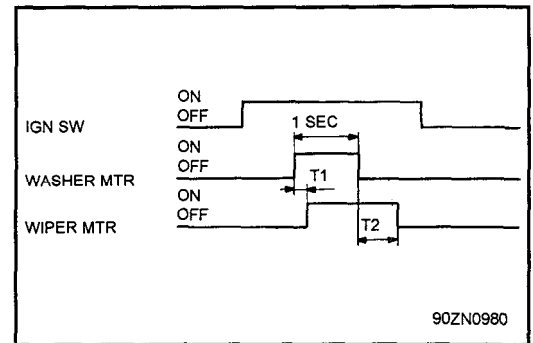 ON
OFF
IGN SW
1 SEC
ON
OFF
WASHER MTR
T1
ON
OFF
WIPER MTR
T2
90ZN0980